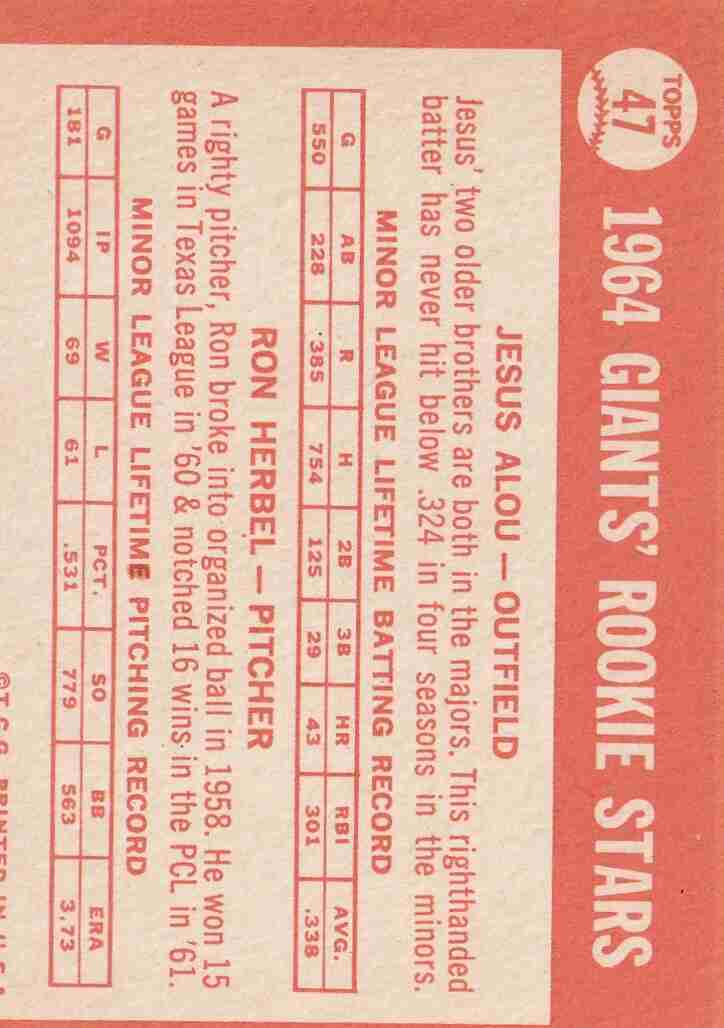 TOPPS
47
1964 GIANTS' ROOKIE STARS
JESUS ALOU — OUTFIELD
Jesus' two older brothers are both in the majors. This righthanded
batter has never hit below .324 in four seasons in the minors.
MINOR LEAGUE LIFETIME BATTING RECORD
G AB R H 2B 3B HR RBI AVG.
550 228 385 754 125 29 43 301 .338
RON HERBEL — PITCHER
A righty pitcher, Ron broke into organized ball in 1958. He won 15
games in Texas League in '60 & notched 16 wins in the PCL in '61.
MINOR LEAGUE LIFETIME PITCHING RECORD
G IP W L PCT. SO BB ERA
181 1094 69 61 .531 779 563 3.73
©T.C.G. PRINTED IN U.S.A.